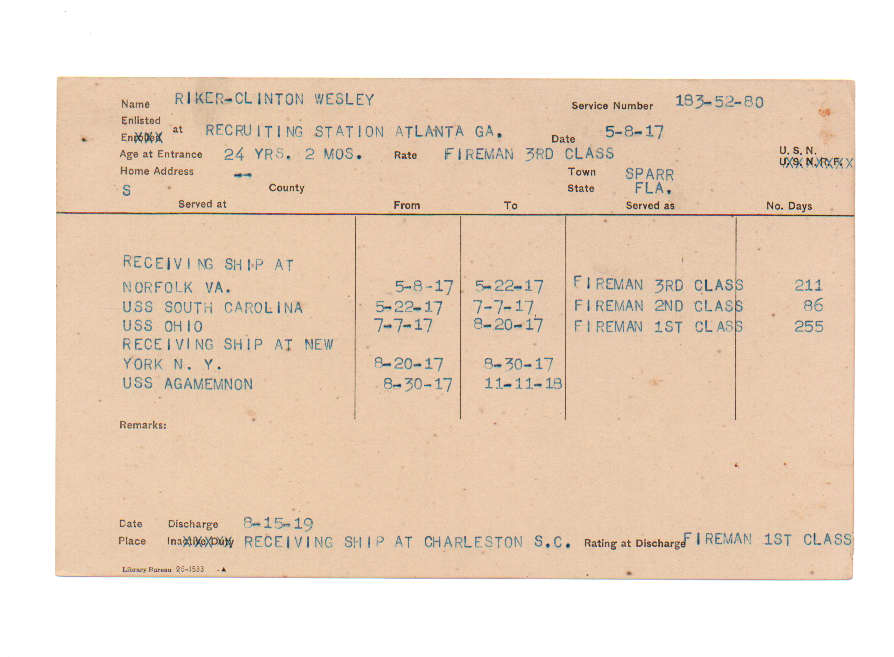 Name RIKER-CLINTON WESLEY Service Number 183-52-80
Enlisted
Enrolled at RECRUITING STATION ATLANTA GA. Date 5-8-17
Age at Entrance 24 YRS. 2 MOS. Rate FIREMAN 3RD CLASS U. S. N.
U. S. N. R. F.
Home Address -- Town SPARR
S County State FLA.
Served at From To Served as No. Days
RECEIVING SHIP AT
NORFOLK VA. 5-8-17 5-22-17 FIREMAN 3RD CLASS 211
USS SOUTH CAROLINA 5-22-17 7-7-17 FIREMAN 2ND CLASS 86
USS OHIO 7-7-17 8-20-17 FIREMAN 1ST CLASS 255
RECEIVING SHIP AT NEW
YORK N. Y. 8-20-17 8-30-17
USS AGAMEMNON 8-30-17 11-11-18
Remarks:
Date Discharge 8-15-19
Place Inactive Duty RECEIVING SHIP AT CHARLESTON S.C. Rating at Discharge FIREMAN 1ST CLASS
Library Bureau 26-1533